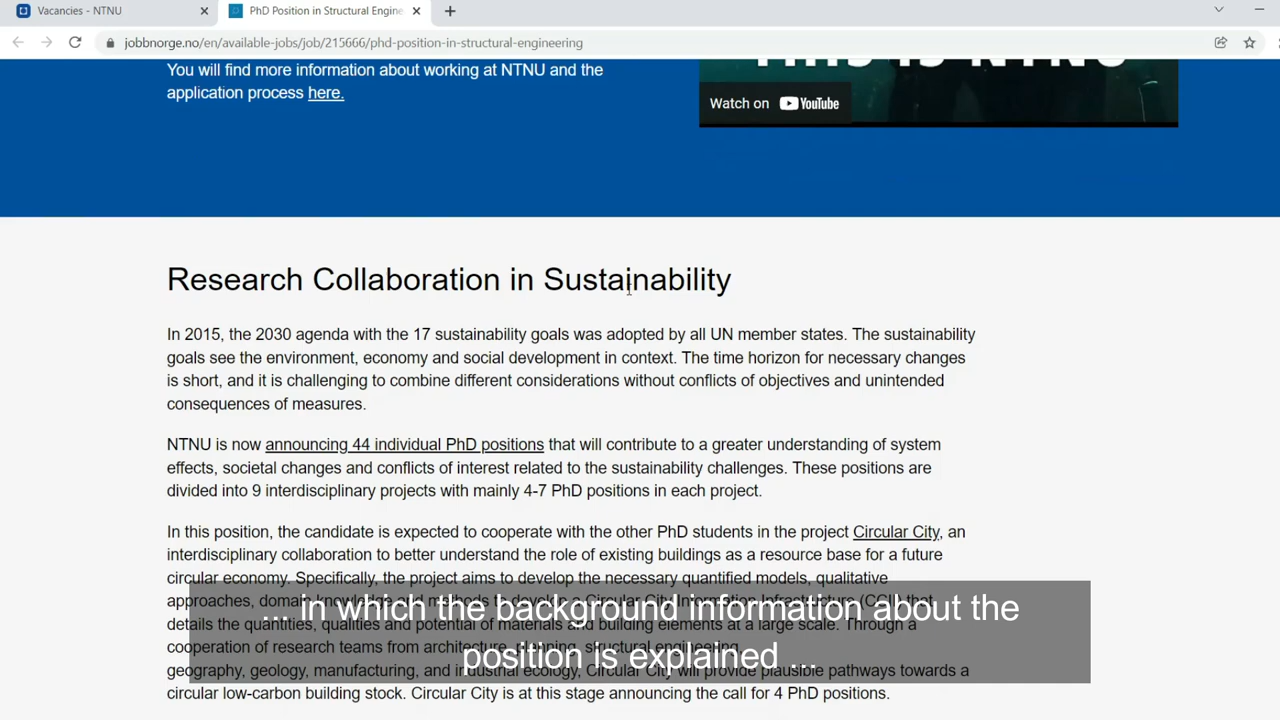 Vacancies - NTNU
PhD Position in Structural Engine
jobbnorge.no/en/available-jobs/job/215666/phd-position-in-structural-engineering
You will find more information about working at NTNU and the
application process here.
THIS IS NTNU
Watch on YouTube
Research Collaboration in Sustainability
In 2015, the 2030 agenda with the 17 sustainability goals was adopted by all UN member states. The sustainability
goals see the environment, economy and social development in context. The time horizon for necessary changes
is short, and it is challenging to combine different considerations without conflicts of objectives and unintended
consequences of measures.
NTNU is now announcing 44 individual PhD positions that will contribute to a greater understanding of system
effects, societal changes and conflicts of interest related to the sustainability challenges. These positions are
divided into 9 interdisciplinary projects with mainly 4-7 PhD positions in each project.
In this position, the candidate is expected to cooperate with the other PhD students in the project Circular City, an
interdisciplinary collaboration to better understand the role of existing buildings as a resource base for a future
circular economy. Specifically, the project aims to develop the necessary quantified models, qualitative
approaches, domain knowledge and methods to develop a Circular City Information Infrastructure (CCII) that
details the quantities, qualities and potential of materials and building elements at a large scale. Through a
cooperation of research teams from architecture, planning, structural engineering,
geography, geology, manufacturing, and industrial ecology, Circular City will provide plausible pathways towards a
circular low-carbon building stock. Circular City is at this stage announcing the call for 4 PhD positions.
... in which the background information about the
position is explained ...